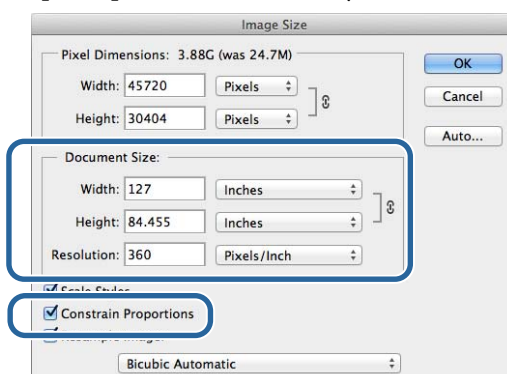 Image Size
Pixel Dimensions: 3.88G (was 24.7M)
Width: 45720 Pixels
Height: 30404 Pixels
OK
Cancel
Auto...
Document Size:
Width: 127 Inches
Height: 84.455 Inches
Resolution: 360 Pixels/Inch
Scale Styles
Constrain Proportions
Bicubic Automatic